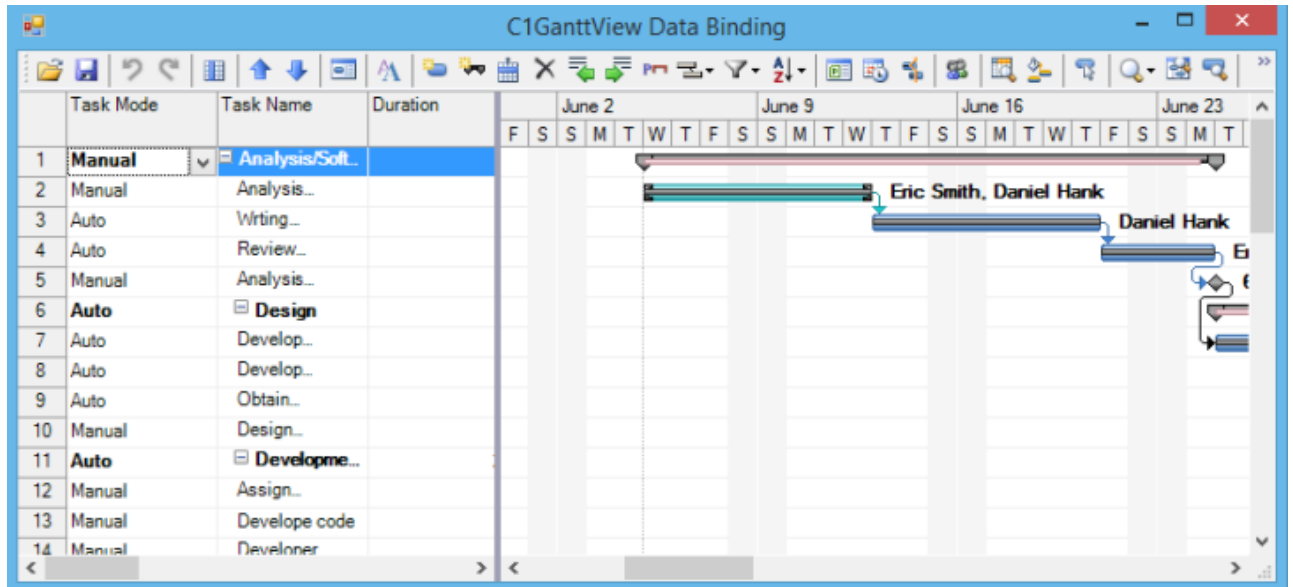 C1GanttView Data Binding
Task Mode Task Name Duration June 2 June 9 June 16 June 23
F S S M T W T F S S M T W T F S S M T W T F S S M T
1 Manual Analysis/Soft...
2 Manual Analysis... Eric Smith, Daniel Hank
3 Auto Wrting... Daniel Hank
4 Auto Review...
5 Manual Analysis...
6 Auto Design
7 Auto Develop...
8 Auto Develop...
9 Auto Obtain...
10 Manual Design...
11 Auto Developme...
12 Manual Assign...
13 Manual Develope code
14 Manual Developer